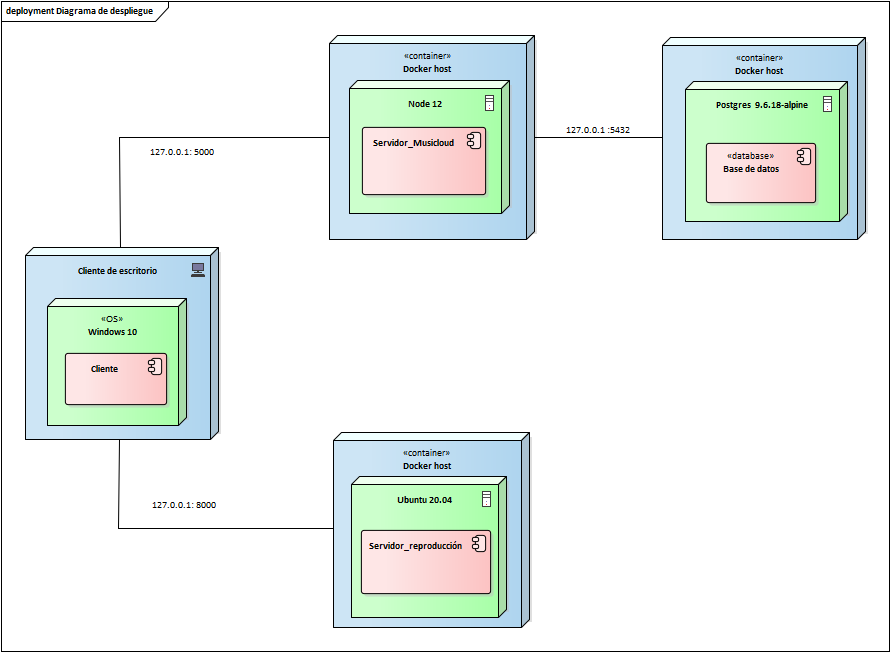 deployment Diagrama de despliegue
«container»
Docker host
Node 12
Servidor_Musicloud
127.0.0.1 :5432
«container»
Docker host
Postgres 9.6.18-alpine
«database»
Base de datos
127.0.0.1: 5000
Cliente de escritorio
«OS»
Windows 10
Cliente
127.0.0.1: 8000
«container»
Docker host
Ubuntu 20.04
Servidor_reproducción